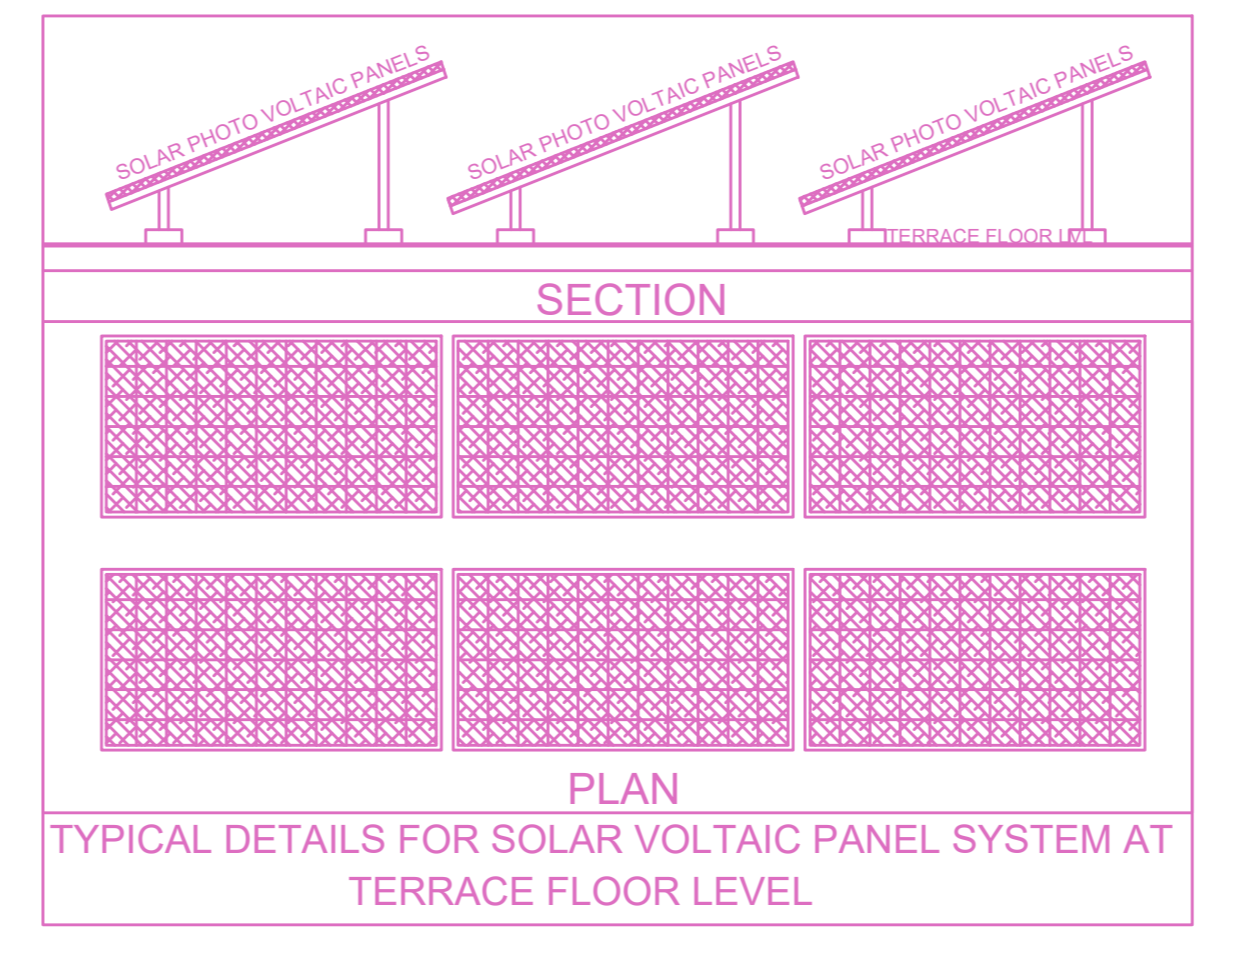 SOLAR PHOTO VOLTAIC PANELS
SOLAR PHOTO VOLTAIC PANELS
SOLAR PHOTO VOLTAIC PANELS
TERRACE FLOOR LVL
SECTION
PLAN
TYPICAL DETAILS FOR SOLAR VOLTAIC PANEL SYSTEM AT
TERRACE FLOOR LEVEL